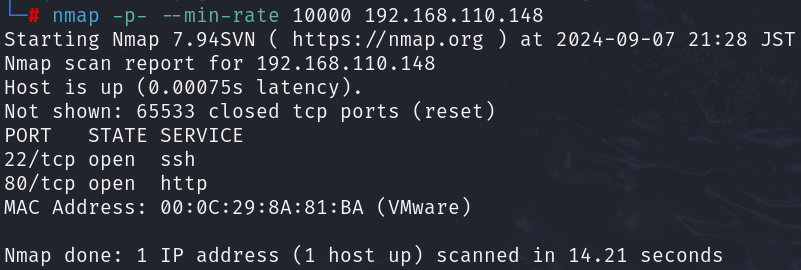 └─# nmap -p- --min-rate 10000 192.168.110.148
Starting Nmap 7.94SVN ( https://nmap.org ) at 2024-09-07 21:28 JST
Nmap scan report for 192.168.110.148
Host is up (0.00075s latency).
Not shown: 65533 closed tcp ports (reset)
PORT   STATE SERVICE
22/tcp open  ssh
80/tcp open  http
MAC Address: 00:0C:29:8A:81:BA (VMware)
Nmap done: 1 IP address (1 host up) scanned in 14.21 seconds